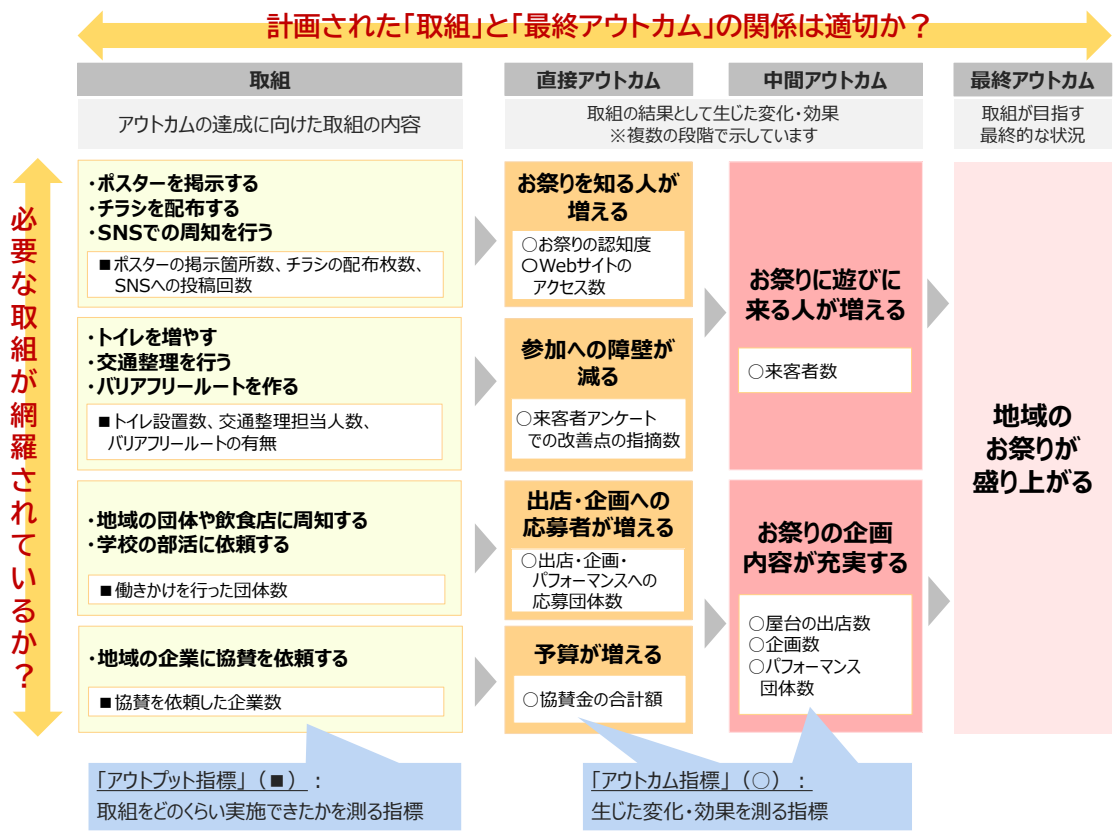 計画された「取組」と「最終アウトカム」の関係は適切か？
必要な取組が網羅されているか？
取組
直接アウトカム
中間アウトカム
最終アウトカム
アウトカムの達成に向けた取組の内容
取組の結果として生じた変化・効果
※複数の段階で示しています
取組が目指す
最終的な状況
・ポスターを掲示する
・チラシを配布する
・SNSでの周知を行う
■ポスターの掲示箇所数、チラシの配布枚数、
SNSへの投稿回数
お祭りを知る人が
増える
○お祭りの認知度
○Webサイトの
アクセス数
・トイレを増やす
・交通整理を行う
・バリアフリールートを作る
■トイレ設置数、交通整理担当人数、
バリアフリールートの有無
参加への障壁が
減る
○来客者アンケート
での改善点の指摘数
お祭りに遊びに
来る人が増える
○来客者数
・地域の団体や飲食店に周知する
・学校の部活に依頼する
■働きかけを行った団体数
出店・企画への
応募者が増える
○出店・企画・
パフォーマンスへの
応募団体数
・地域の企業に協賛を依頼する
■協賛を依頼した企業数
予算が増える
○協賛金の合計額
お祭りの企画
内容が充実する
○屋台の出店数
○企画数
○パフォーマンス
団体数
地域の
お祭りが
盛り上がる
「アウトプット指標」（■）：
取組をどのくらい実施できたかを測る指標
「アウトカム指標」（○）：
生じた変化・効果を測る指標